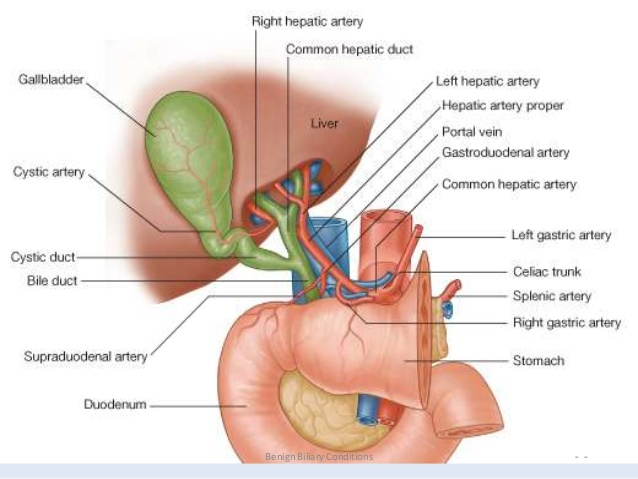 Right hepatic artery
Common hepatic duct
Gallbladder
Left hepatic artery
Hepatic artery proper
Liver
Portal vein
Gastroduodenal artery
Cystic artery
Common hepatic artery
Left gastric artery
Cystic duct
Celiac trunk
Bile duct
Splenic artery
Right gastric artery
Supraduodenal artery
Stomach
Duodenum
Benign Biliary Conditions